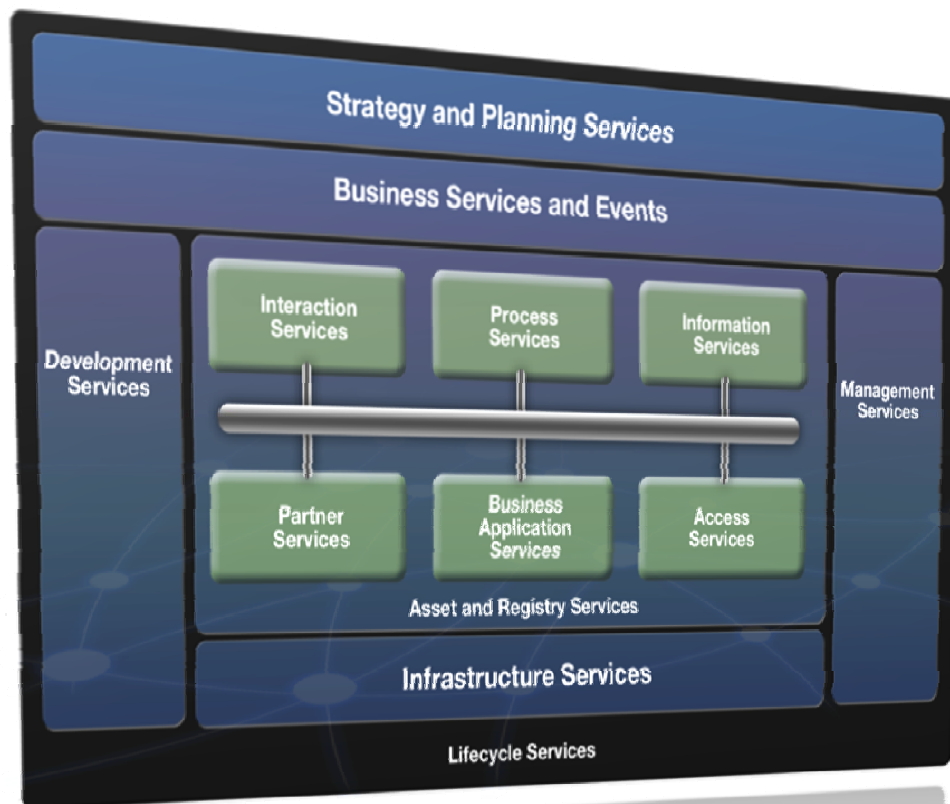 Strategy and Planning Services
Business Services and Events
Development
Services
Interaction
Services
Process
Services
Information
Services
Management
Services
Partner
Services
Business
Application
Services
Access
Services
Asset and Registry Services
Infrastructure Services
Lifecycle Services